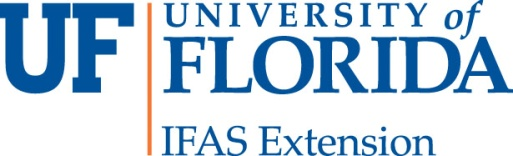 UF
UNIVERSITY of
FLORIDA
IFAS Extension